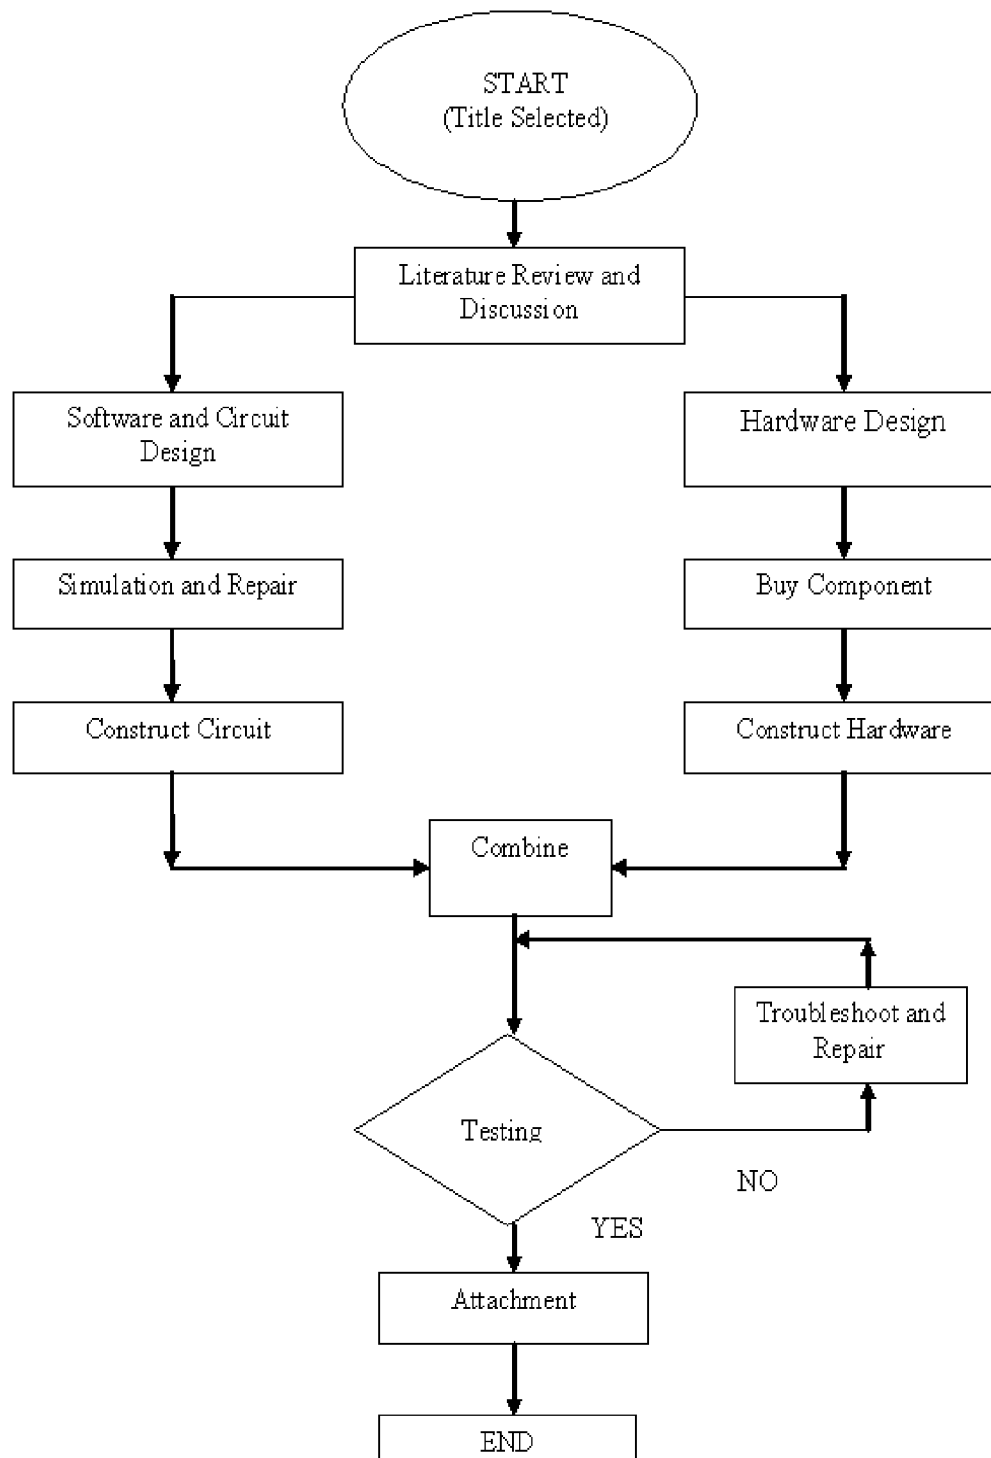 START
(Title Selected)
Literature Review and
Discussion
Software and Circuit
Design
Hardware Design
Simulation and Repair
Buy Component
Construct Circuit
Construct Hardware
Combine
Troubleshoot and
Repair
Testing
NO
YES
Attachment
END